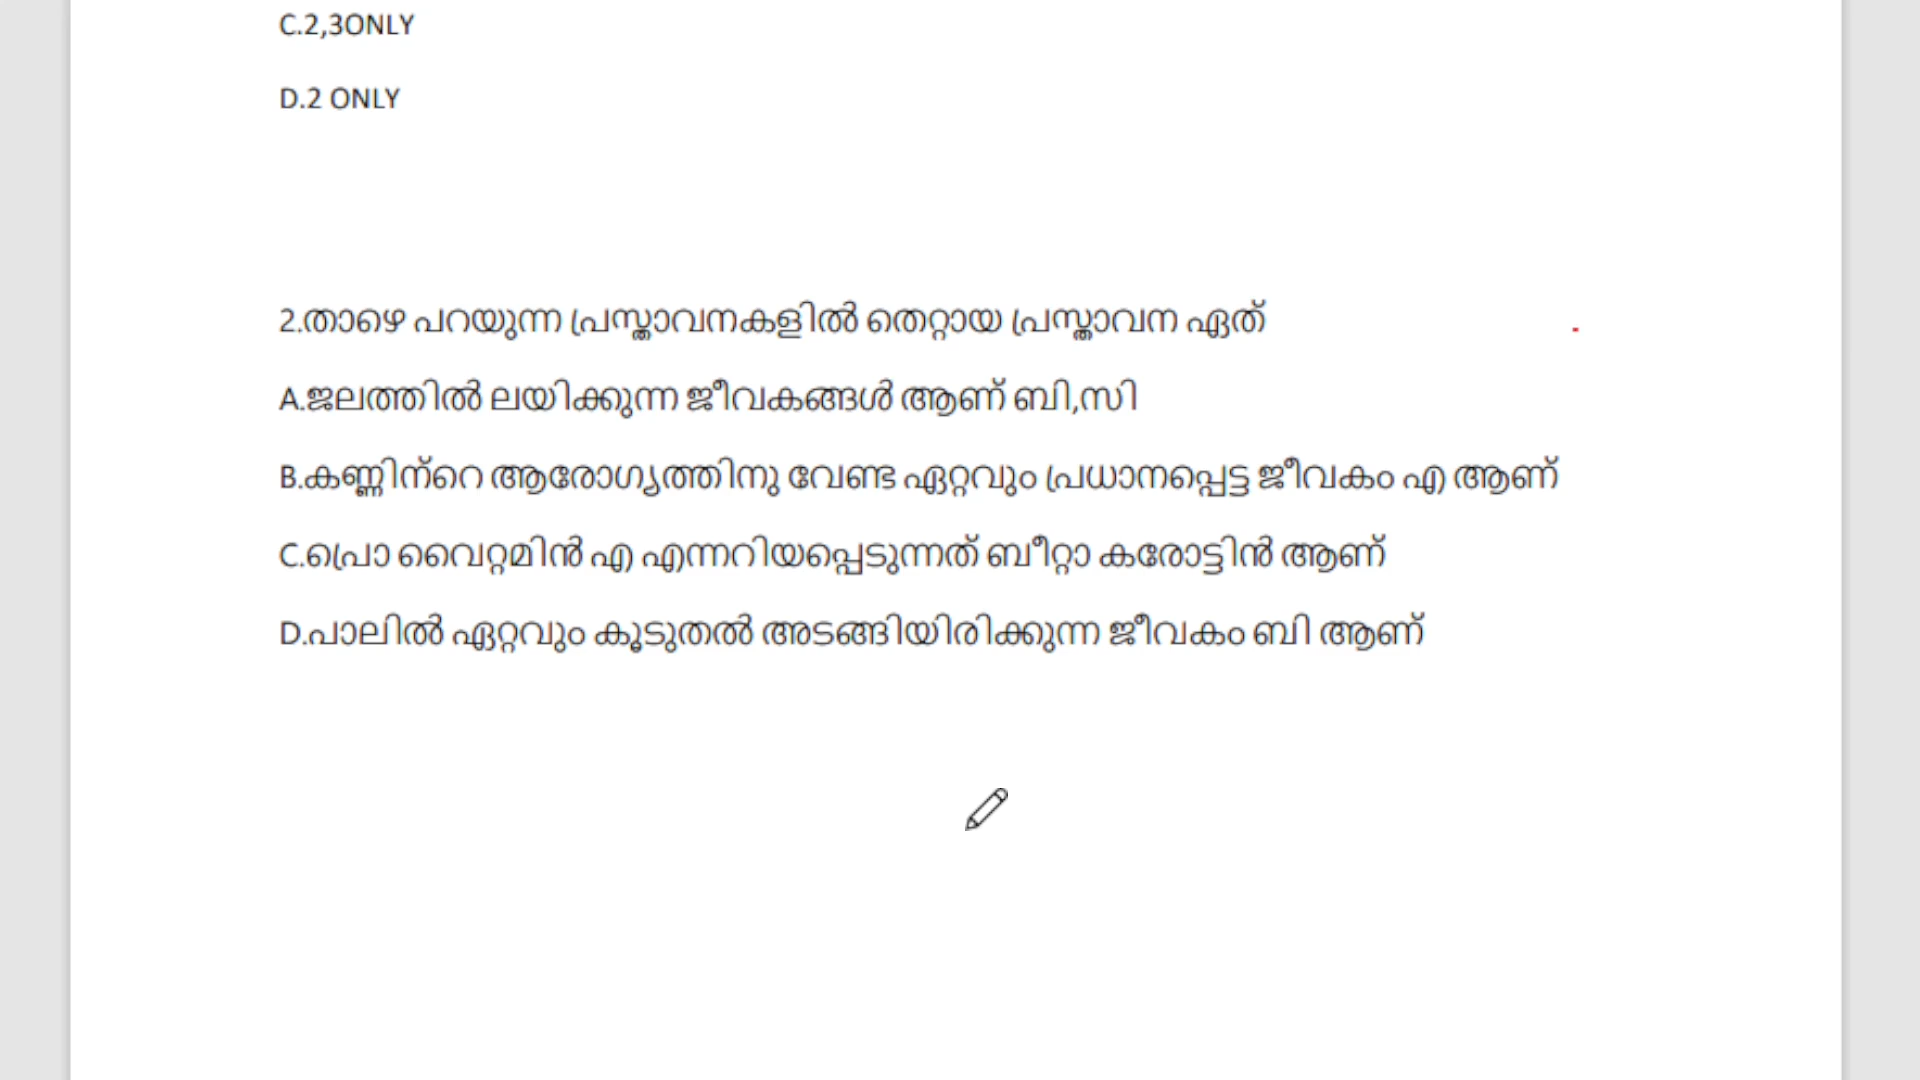 C.2,3ONLY
D.2 ONLY
2.താഴെ പറയുന്ന പ്രസ്താവനകളിൽ തെറ്റായ പ്രസ്താവന ഏത്
A.ജലത്തിൽ ലയിക്കുന്ന ജീവകങ്ങൾ ആണ് ബി,സി
B.കണ്ണിന്റെ ആരോഗ്യത്തിനു വേണ്ട ഏറ്റവും പ്രധാനപ്പെട്ട ജീവകം എ ആണ്
C.പ്രൊ വൈറ്റമിൻ എ എന്നറിയപ്പെടുന്നത് ബീറ്റാ കരോട്ടിൻ ആണ്
D.പാലിൽ ഏറ്റവും കൂടുതൽ അടങ്ങിയിരിക്കുന്ന ജീവകം ബി ആണ്